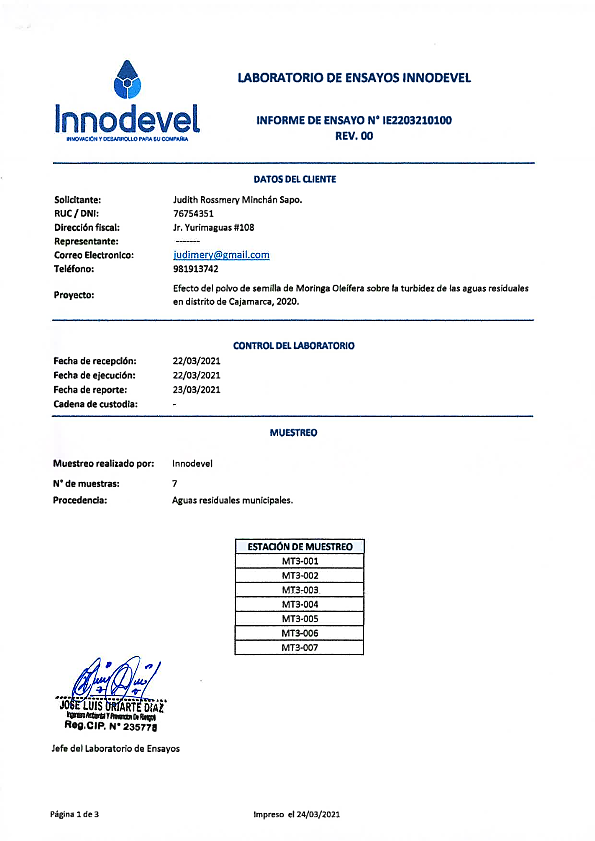 LABORATORIO DE ENSAYOS INNODEVEL
Innodevel
INNOVACIÓN Y DESARROLLO PARA SU COMPAÑIA
INFORME DE ENSAYO N° IE2203210100
REV. 00
DATOS DEL CLIENTE
Solicitante: Judith Rossmery Minchán Sapo.
RUC / DNI: 76754351
Dirección fiscal: Jr. Yurimaguas #108
Representante: -------
Correo Electronico: judimery@gmail.com
Teléfono: 981913742
Proyecto: Efecto del polvo de semilla de Moringa Oleífera sobre la turbidez de las aguas residuales
en distrito de Cajamarca, 2020.
CONTROL DEL LABORATORIO
Fecha de recepción: 22/03/2021
Fecha de ejecución: 22/03/2021
Fecha de reporte: 23/03/2021
Cadena de custodia: -
MUESTREO
Muestreo realizado por: Innodevel
N° de muestras: 7
Procedencia: Aguas residuales municipales.
ESTACIÓN DE MUESTREO
MT3-001
MT3-002
MT3-003
MT3-004
MT3-005
MT3-006
MT3-007
JOSE LUIS URIARTE DIAZ
Ingeniero Ambiental Y Prevencion De Riesgos
Reg.CIP. N° 235778
Jefe del Laboratorio de Ensayos
Página 1 de 3 Impreso el 24/03/2021